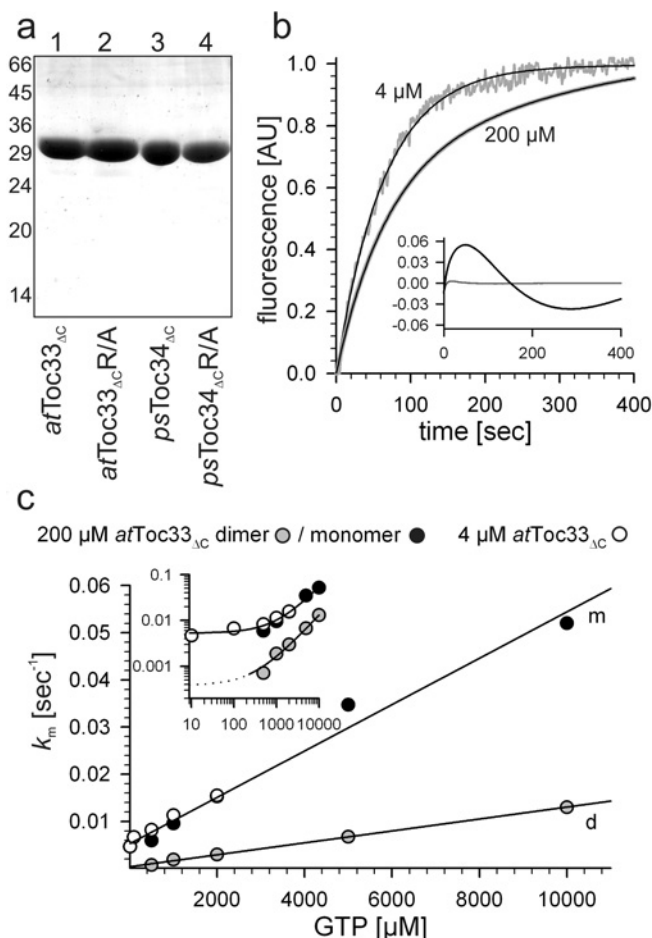 a
1 2 3 4
66
45
36
29
24
20
14
atToc33ΔC
atToc33ΔCR/A
psToc34ΔC
psToc34ΔCR/A
b
fluorescence [AU]
1.0
0.8
0.6
0.4
0.2
0.0
4 µM
200 µM
0.06
0.03
0.00
-0.03
-0.06
0 200 400
0 100 200 300 400
time [sec]
c
200 µM atToc33ΔC dimer / monomer 4 µM atToc33ΔC
km [sec-1]
0.06
0.05
0.04
0.03
0.02
0.01
0.1
0.01
0.001
10 100 1000 10000
m
d
2000 4000 6000 8000 10000
GTP [µM]